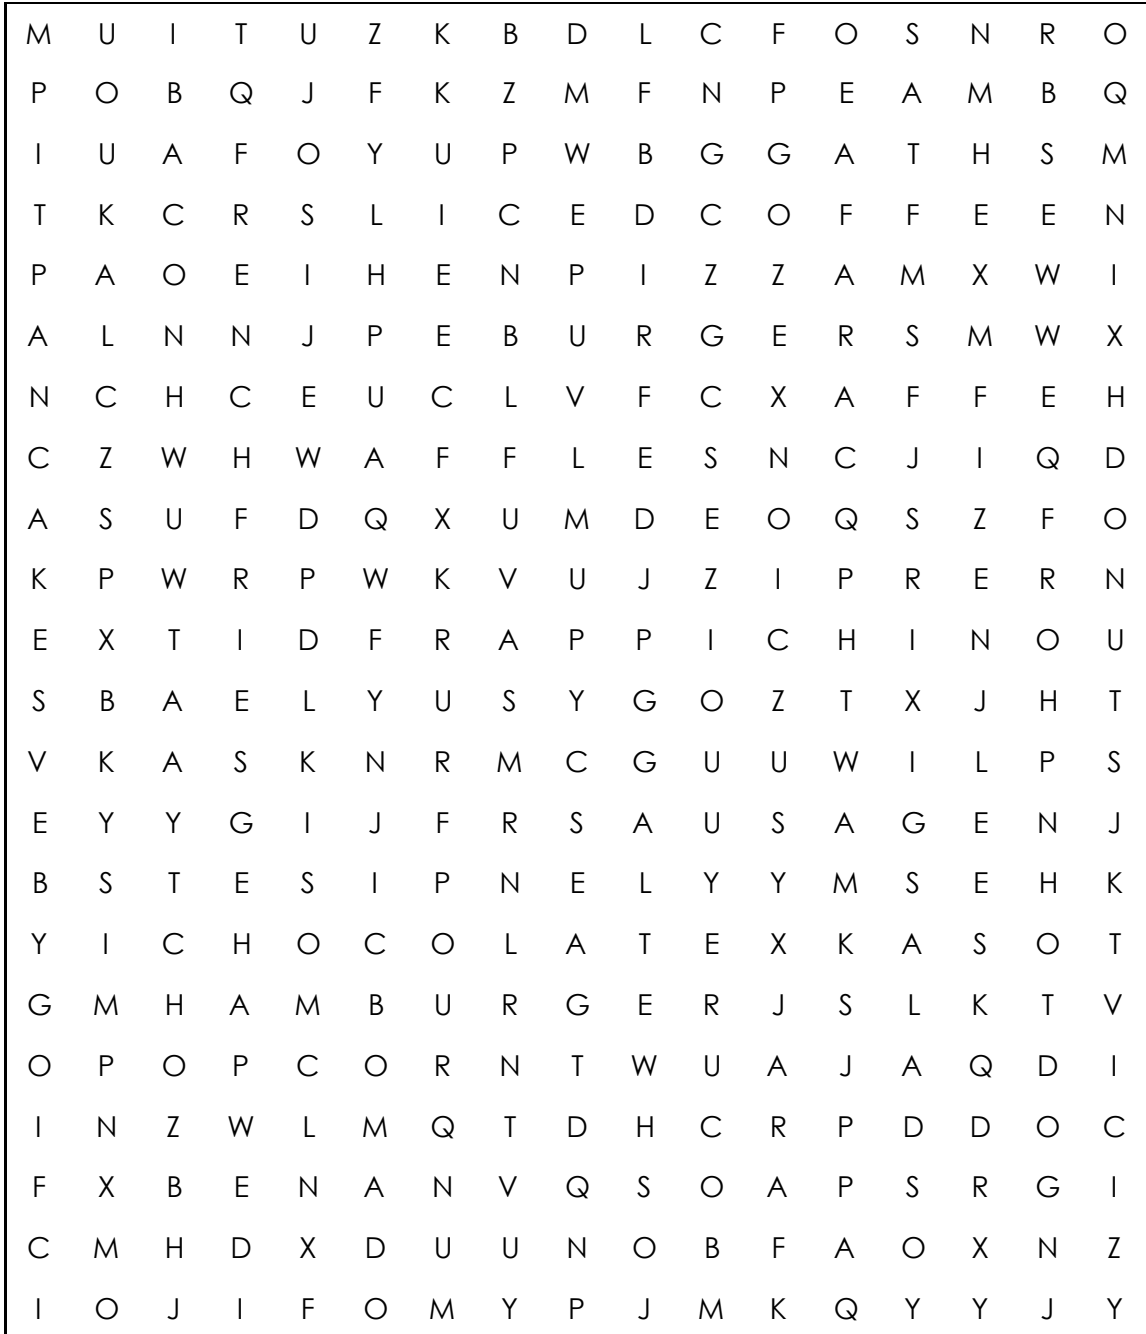 M U I T U Z K B D L C F O S N R O
P O B Q J F K Z M F N P E A M B Q
I U A F O Y U P W B G G A T H S M
T K C R S L I C E D C O F F E E N
P A O E I H E N P I Z Z A M X W I
A L N N J P E B U R G E R S M W X
N C H C E U C L V F C X A F F E H
C Z W H W A F F L E S N C J I Q D
A S U F D Q X U M D E O Q S Z F O
K P W R P W K V U J Z I P R E R N
E X T I D F R A P P I C H I N O U
S B A E L Y U S Y G O Z T X J H T
V K A S K N R M C G U U W I L P S
E Y Y G I J F R S A U S A G E N J
B S T E S I P N E L Y Y M S E H K
Y I C H O C O L A T E X K A S O T
G M H A M B U R G E R J S L K T V
O P O P C O R N T W U A J A Q D I
I N Z W L M Q T D H C R P D D O C
F X B E N A N V Q S O A P S R G I
C M H D X D U U N O B F A O X N Z
I O J I F O M Y P J M K Q Y Y J Y